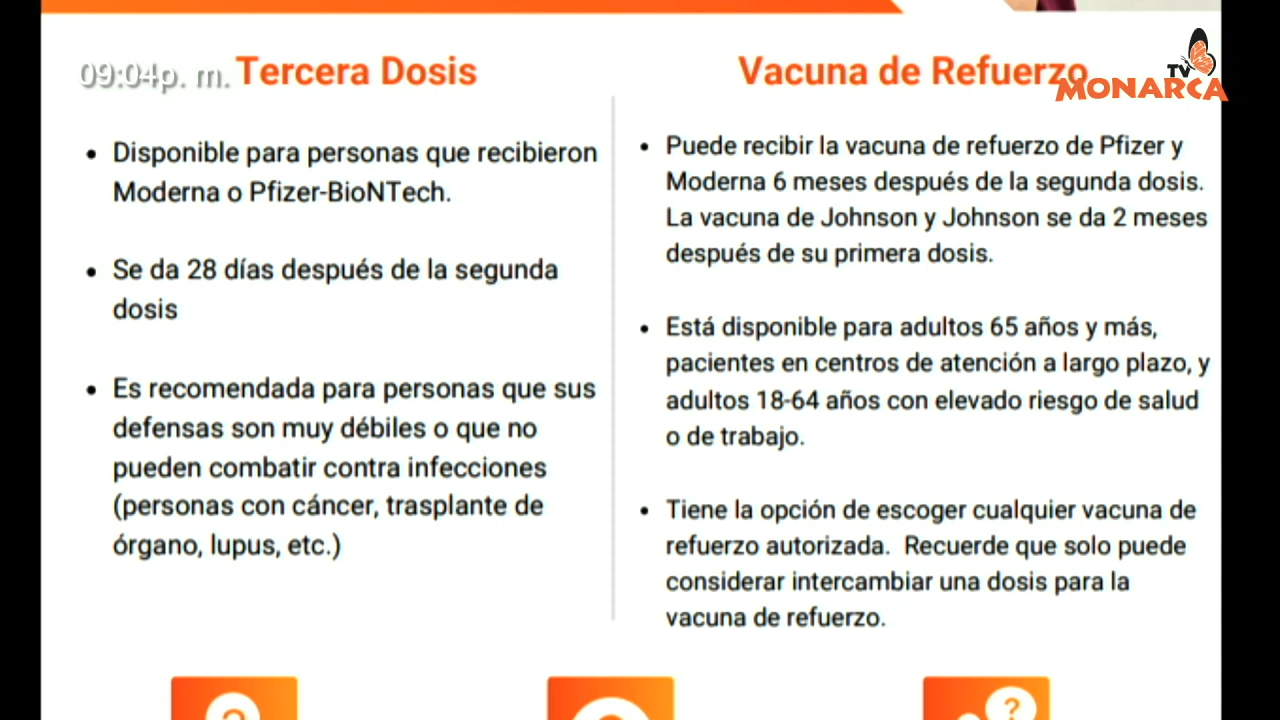 09:04p. m.
Tercera Dosis
• Disponible para personas que recibieron
Moderna o Pfizer-BioNTech.
• Se da 28 días después de la segunda
dosis
• Es recomendada para personas que sus
defensas son muy débiles o que no
pueden combatir contra infecciones
(personas con cáncer, trasplante de
órgano, lupus, etc.)
Vacuna de Refuerzo
• Puede recibir la vacuna de refuerzo de Pfizer y
Moderna 6 meses después de la segunda dosis.
La vacuna de Johnson y Johnson se da 2 meses
después de su primera dosis.
• Está disponible para adultos 65 años y más,
pacientes en centros de atención a largo plazo, y
adultos 18-64 años con elevado riesgo de salud
o de trabajo.
• Tiene la opción de escoger cualquier vacuna de
refuerzo autorizada. Recuerde que solo puede
considerar intercambiar una dosis para la
vacuna de refuerzo.
TV
MONARCA
?